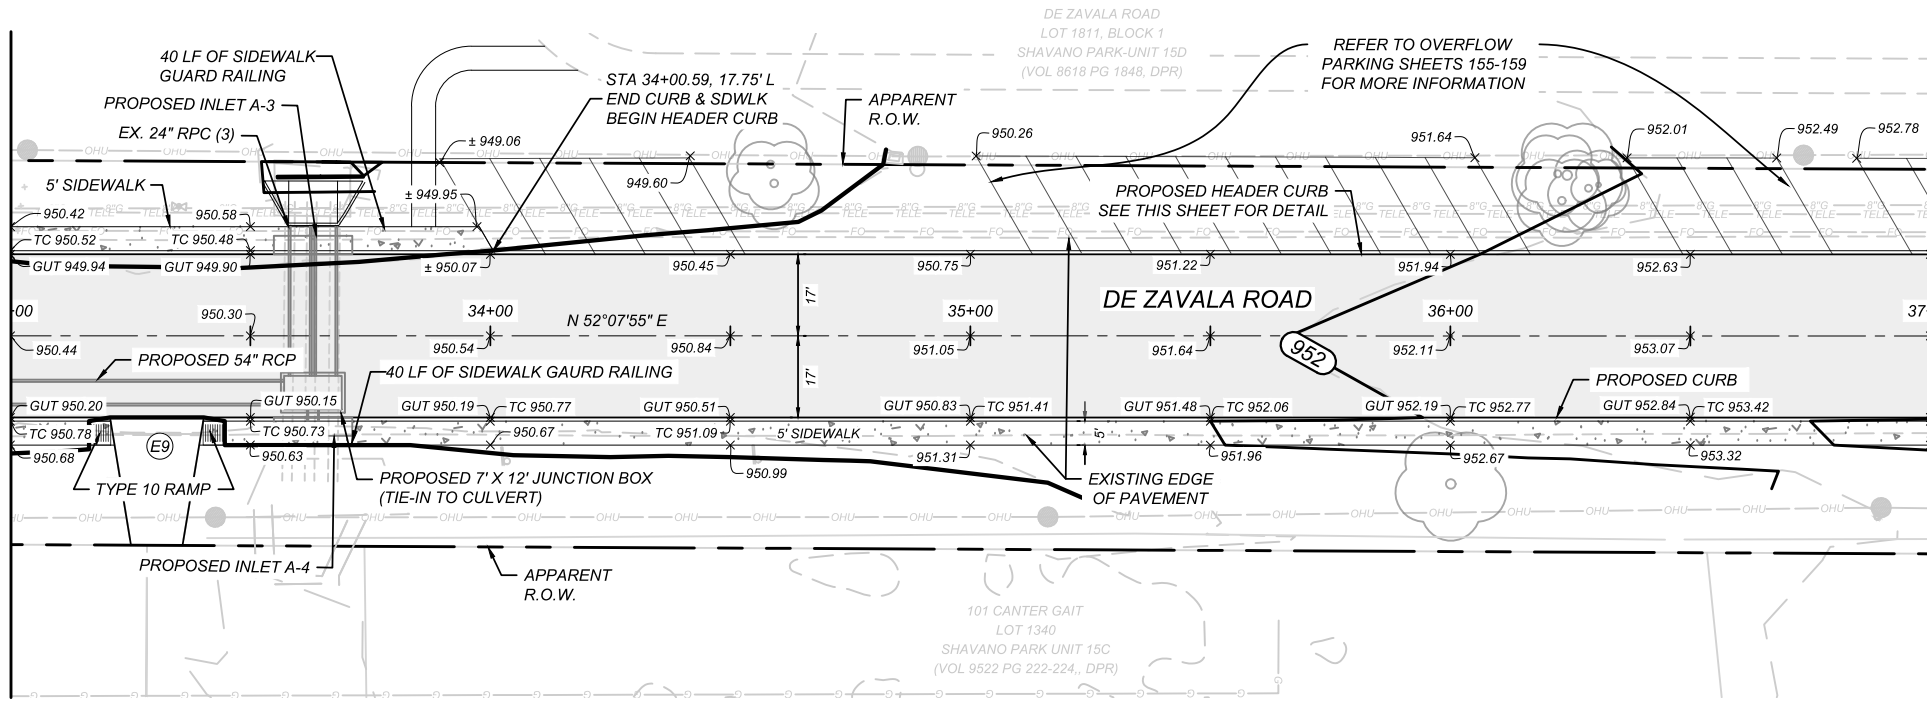 DE ZAVALA ROAD
LOT 1811, BLOCK 1
SHAVANO PARK-UNIT 15D
(VOL 8618 PG 1848, DPR)
40 LF OF SIDEWALK
GUARD RAILING
PROPOSED INLET A-3
EX. 24" RPC (3)
5' SIDEWALK
STA 34+00.59, 17.75' L
END CURB & SDWLK
BEGIN HEADER CURB
APPARENT
R.O.W.
REFER TO OVERFLOW
PARKING SHEETS 155-159
FOR MORE INFORMATION
± 949.06
949.60
950.26
951.64
952.01
952.49
952.78
± 949.95
PROPOSED HEADER CURB
SEE THIS SHEET FOR DETAIL
950.42
950.58
TC 950.52
TC 950.48
GUT 949.94
GUT 949.90
± 950.07
950.45
950.75
951.22
951.94
952.63
OHU
8"G
TELE
FO
17'
DE ZAVALA ROAD
+00
950.30
34+00
N 52°07'55" E
35+00
36+00
37+
950.44
950.54
950.84
951.05
951.64
952.11
953.07
952
PROPOSED 54" RCP
40 LF OF SIDEWALK GAURD RAILING
17'
PROPOSED CURB
GUT 950.20
GUT 950.15
GUT 950.19
TC 950.77
GUT 950.51
GUT 950.83
TC 951.41
GUT 951.48
TC 952.06
GUT 952.19
TC 952.77
GUT 952.84
TC 953.42
TC 950.78
TC 950.73
950.67
TC 951.09
5' SIDEWALK
5'
950.68
E9
950.63
950.99
951.31
951.96
952.67
953.32
TYPE 10 RAMP
PROPOSED 7' X 12' JUNCTION BOX
(TIE-IN TO CULVERT)
EXISTING EDGE
OF PAVEMENT
OHU
PROPOSED INLET A-4
APPARENT
R.O.W.
101 CANTER GAIT
LOT 1340
SHAVANO PARK UNIT 15C
(VOL 9522 PG 222-224,, DPR)
G